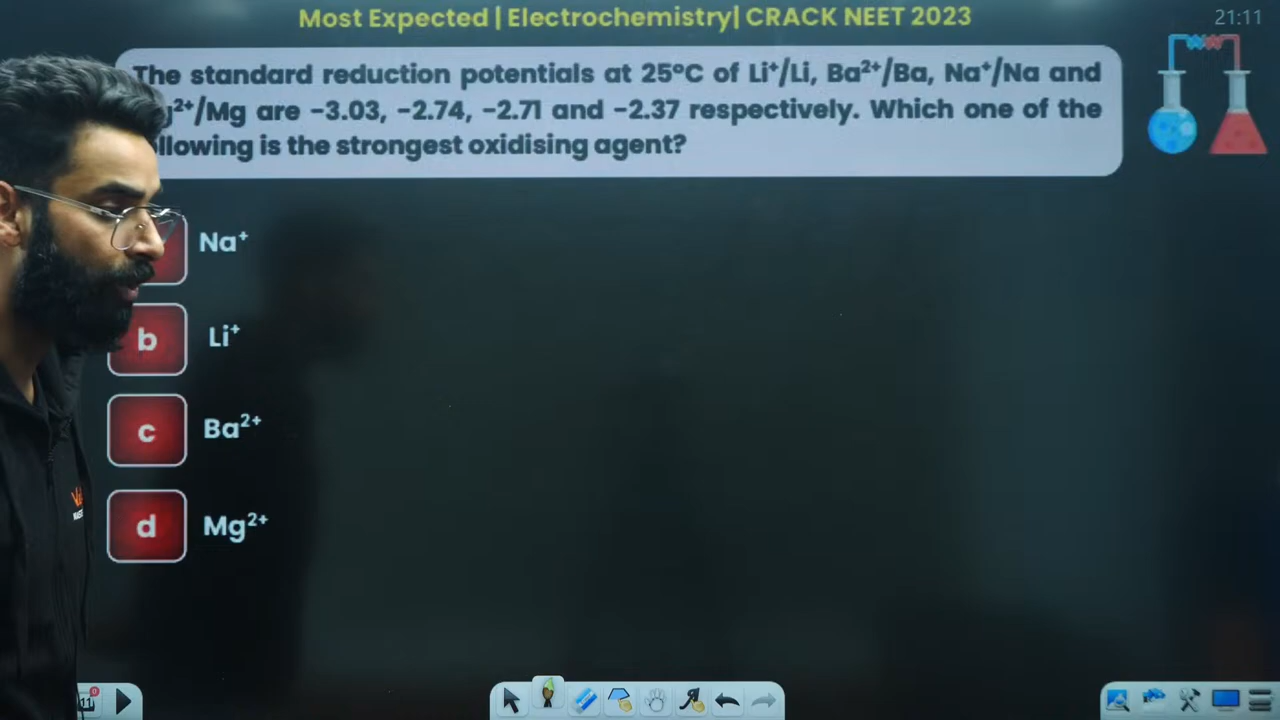 Most Expected | Electrochemistry| CRACK NEET 2023
21:11
The standard reduction potentials at 25°C of Li⁺/Li, Ba²⁺/Ba, Na⁺/Na and
²⁺/Mg are −3.03, −2.74, −2.71 and −2.37 respectively. Which one of the
llowing is the strongest oxidising agent?
Na⁺
b Li⁺
c Ba²⁺
d Mg²⁺